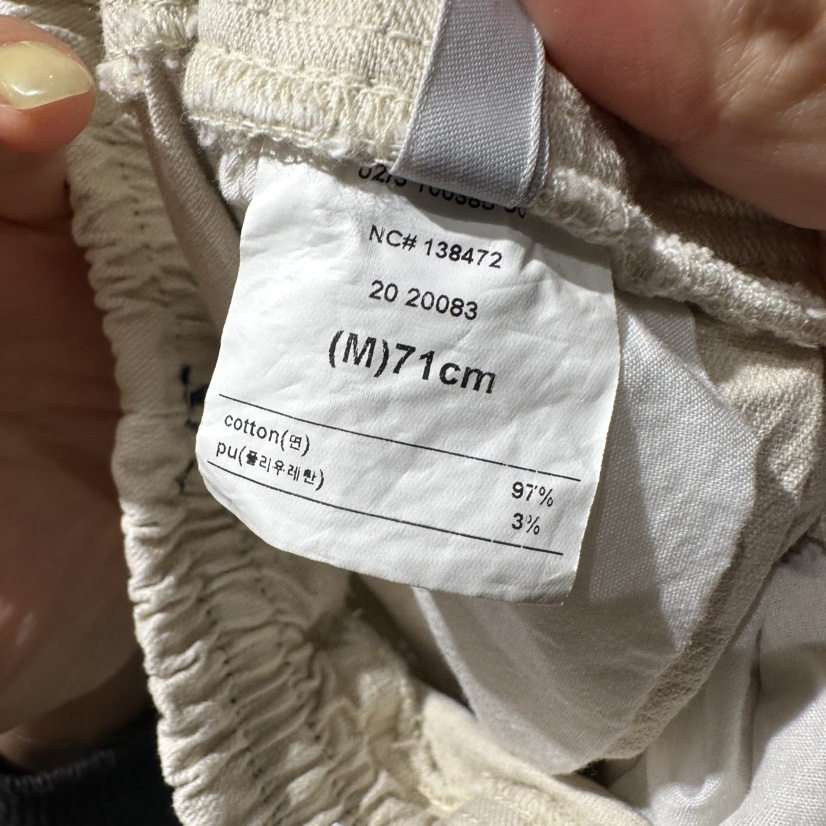 NC# 138472
20 20083
(M)71cm
cotton(면) 97%
pu(폴리우레탄) 3%